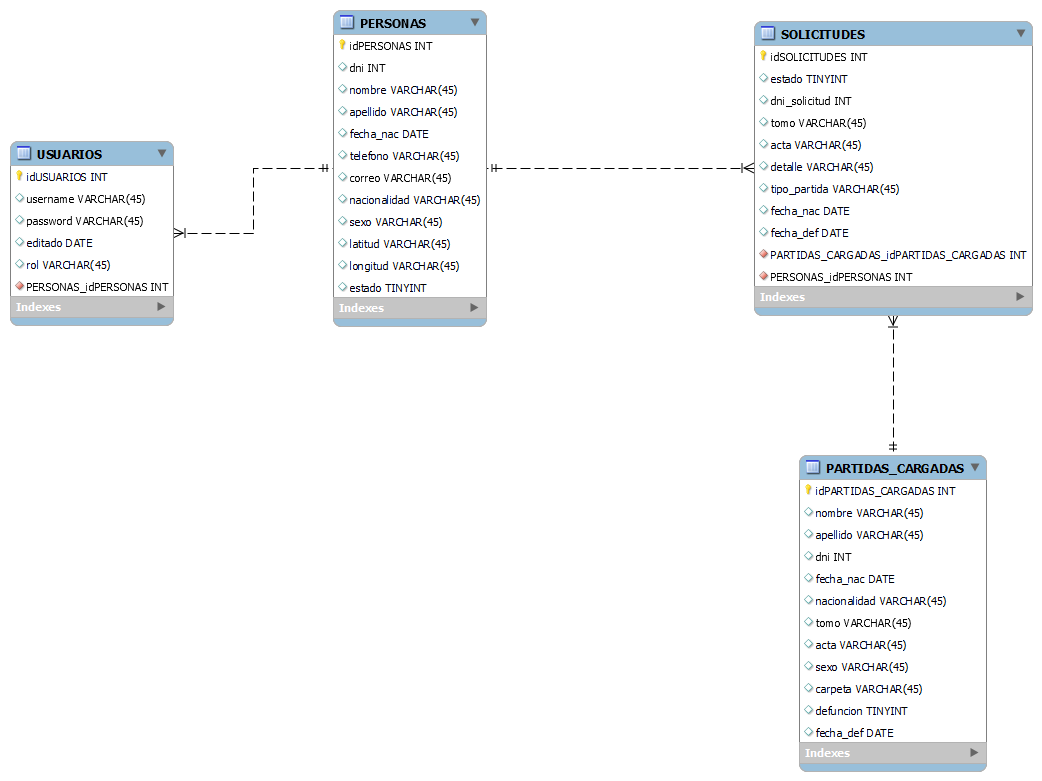 USUARIOS
idUSUARIOS INT
username VARCHAR(45)
password VARCHAR(45)
editado DATE
rol VARCHAR(45)
PERSONAS_idPERSONAS INT
Indexes
PERSONAS
idPERSONAS INT
dni INT
nombre VARCHAR(45)
apellido VARCHAR(45)
fecha_nac DATE
telefono VARCHAR(45)
correo VARCHAR(45)
nacionalidad VARCHAR(45)
sexo VARCHAR(45)
latitud VARCHAR(45)
longitud VARCHAR(45)
estado TINYINT
Indexes
SOLICITUDES
idSOLICITUDES INT
estado TINYINT
dni_solicitud INT
tomo VARCHAR(45)
acta VARCHAR(45)
detalle VARCHAR(45)
tipo_partida VARCHAR(45)
fecha_nac DATE
fecha_def DATE
PARTIDAS_CARGADAS_idPARTIDAS_CARGADAS INT
PERSONAS_idPERSONAS INT
Indexes
PARTIDAS_CARGADAS
idPARTIDAS_CARGADAS INT
nombre VARCHAR(45)
apellido VARCHAR(45)
dni INT
fecha_nac DATE
nacionalidad VARCHAR(45)
tomo VARCHAR(45)
acta VARCHAR(45)
sexo VARCHAR(45)
carpeta VARCHAR(45)
defuncion TINYINT
fecha_def DATE
Indexes